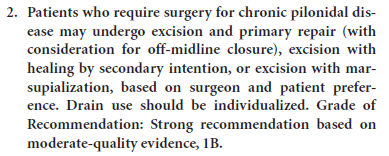 2. Patients who require surgery for chronic pilonidal dis-
ease may undergo excision and primary repair (with
consideration for off-midline closure), excision with
healing by secondary intention, or excision with mar-
supialization, based on surgeon and patient prefer-
ence. Drain use should be individualized. Grade of
Recommendation: Strong recommendation based on
moderate-quality evidence, 1B.